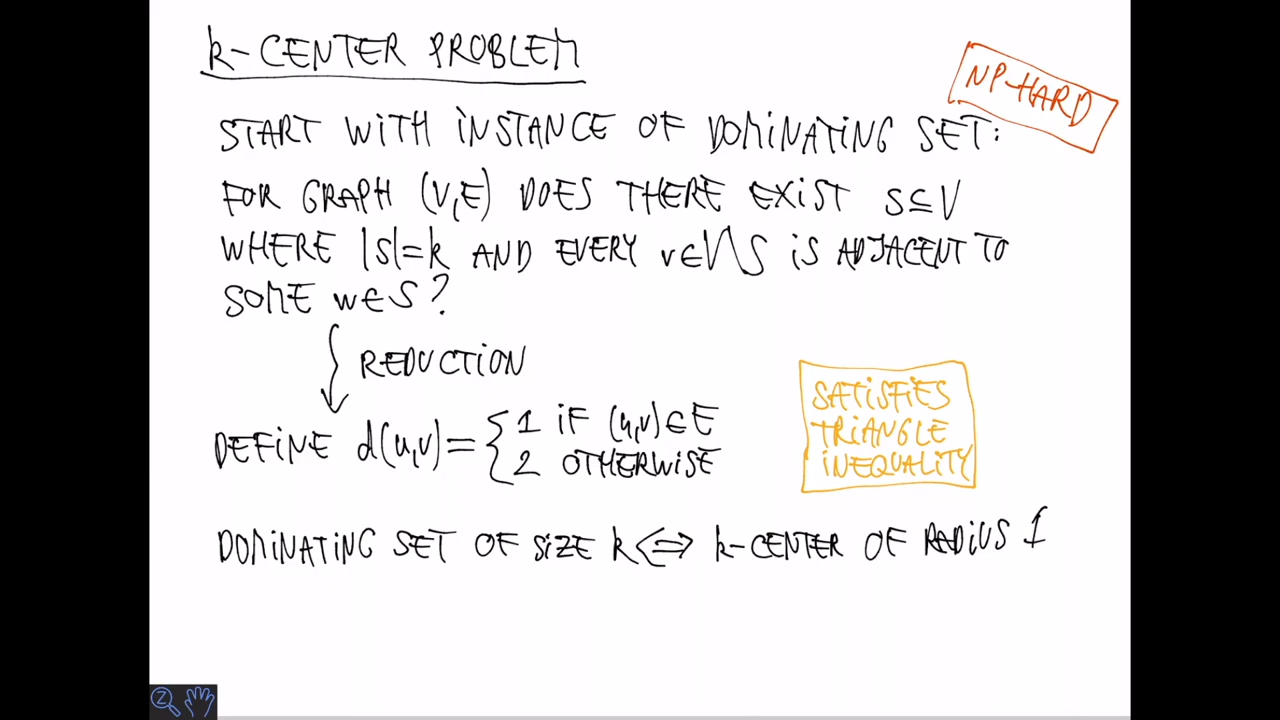 k-CENTER PROBLEM
NP-HARD
START WITH INSTANCE OF DOMINATING SET:
FOR GRAPH (V,E) DOES THERE EXIST S⊆V
WHERE |S|=k AND EVERY v∈V\S IS ADJACENT TO
SOME w∈S?
REDUCTION
DEFINE d(u,v)= { 1 IF (u,v)∈E
2 OTHERWISE
SATISFIES
TRIANGLE
INEQUALITY
DOMINATING SET OF SIZE k ⟺ k-CENTER OF RADIUS 1
Z